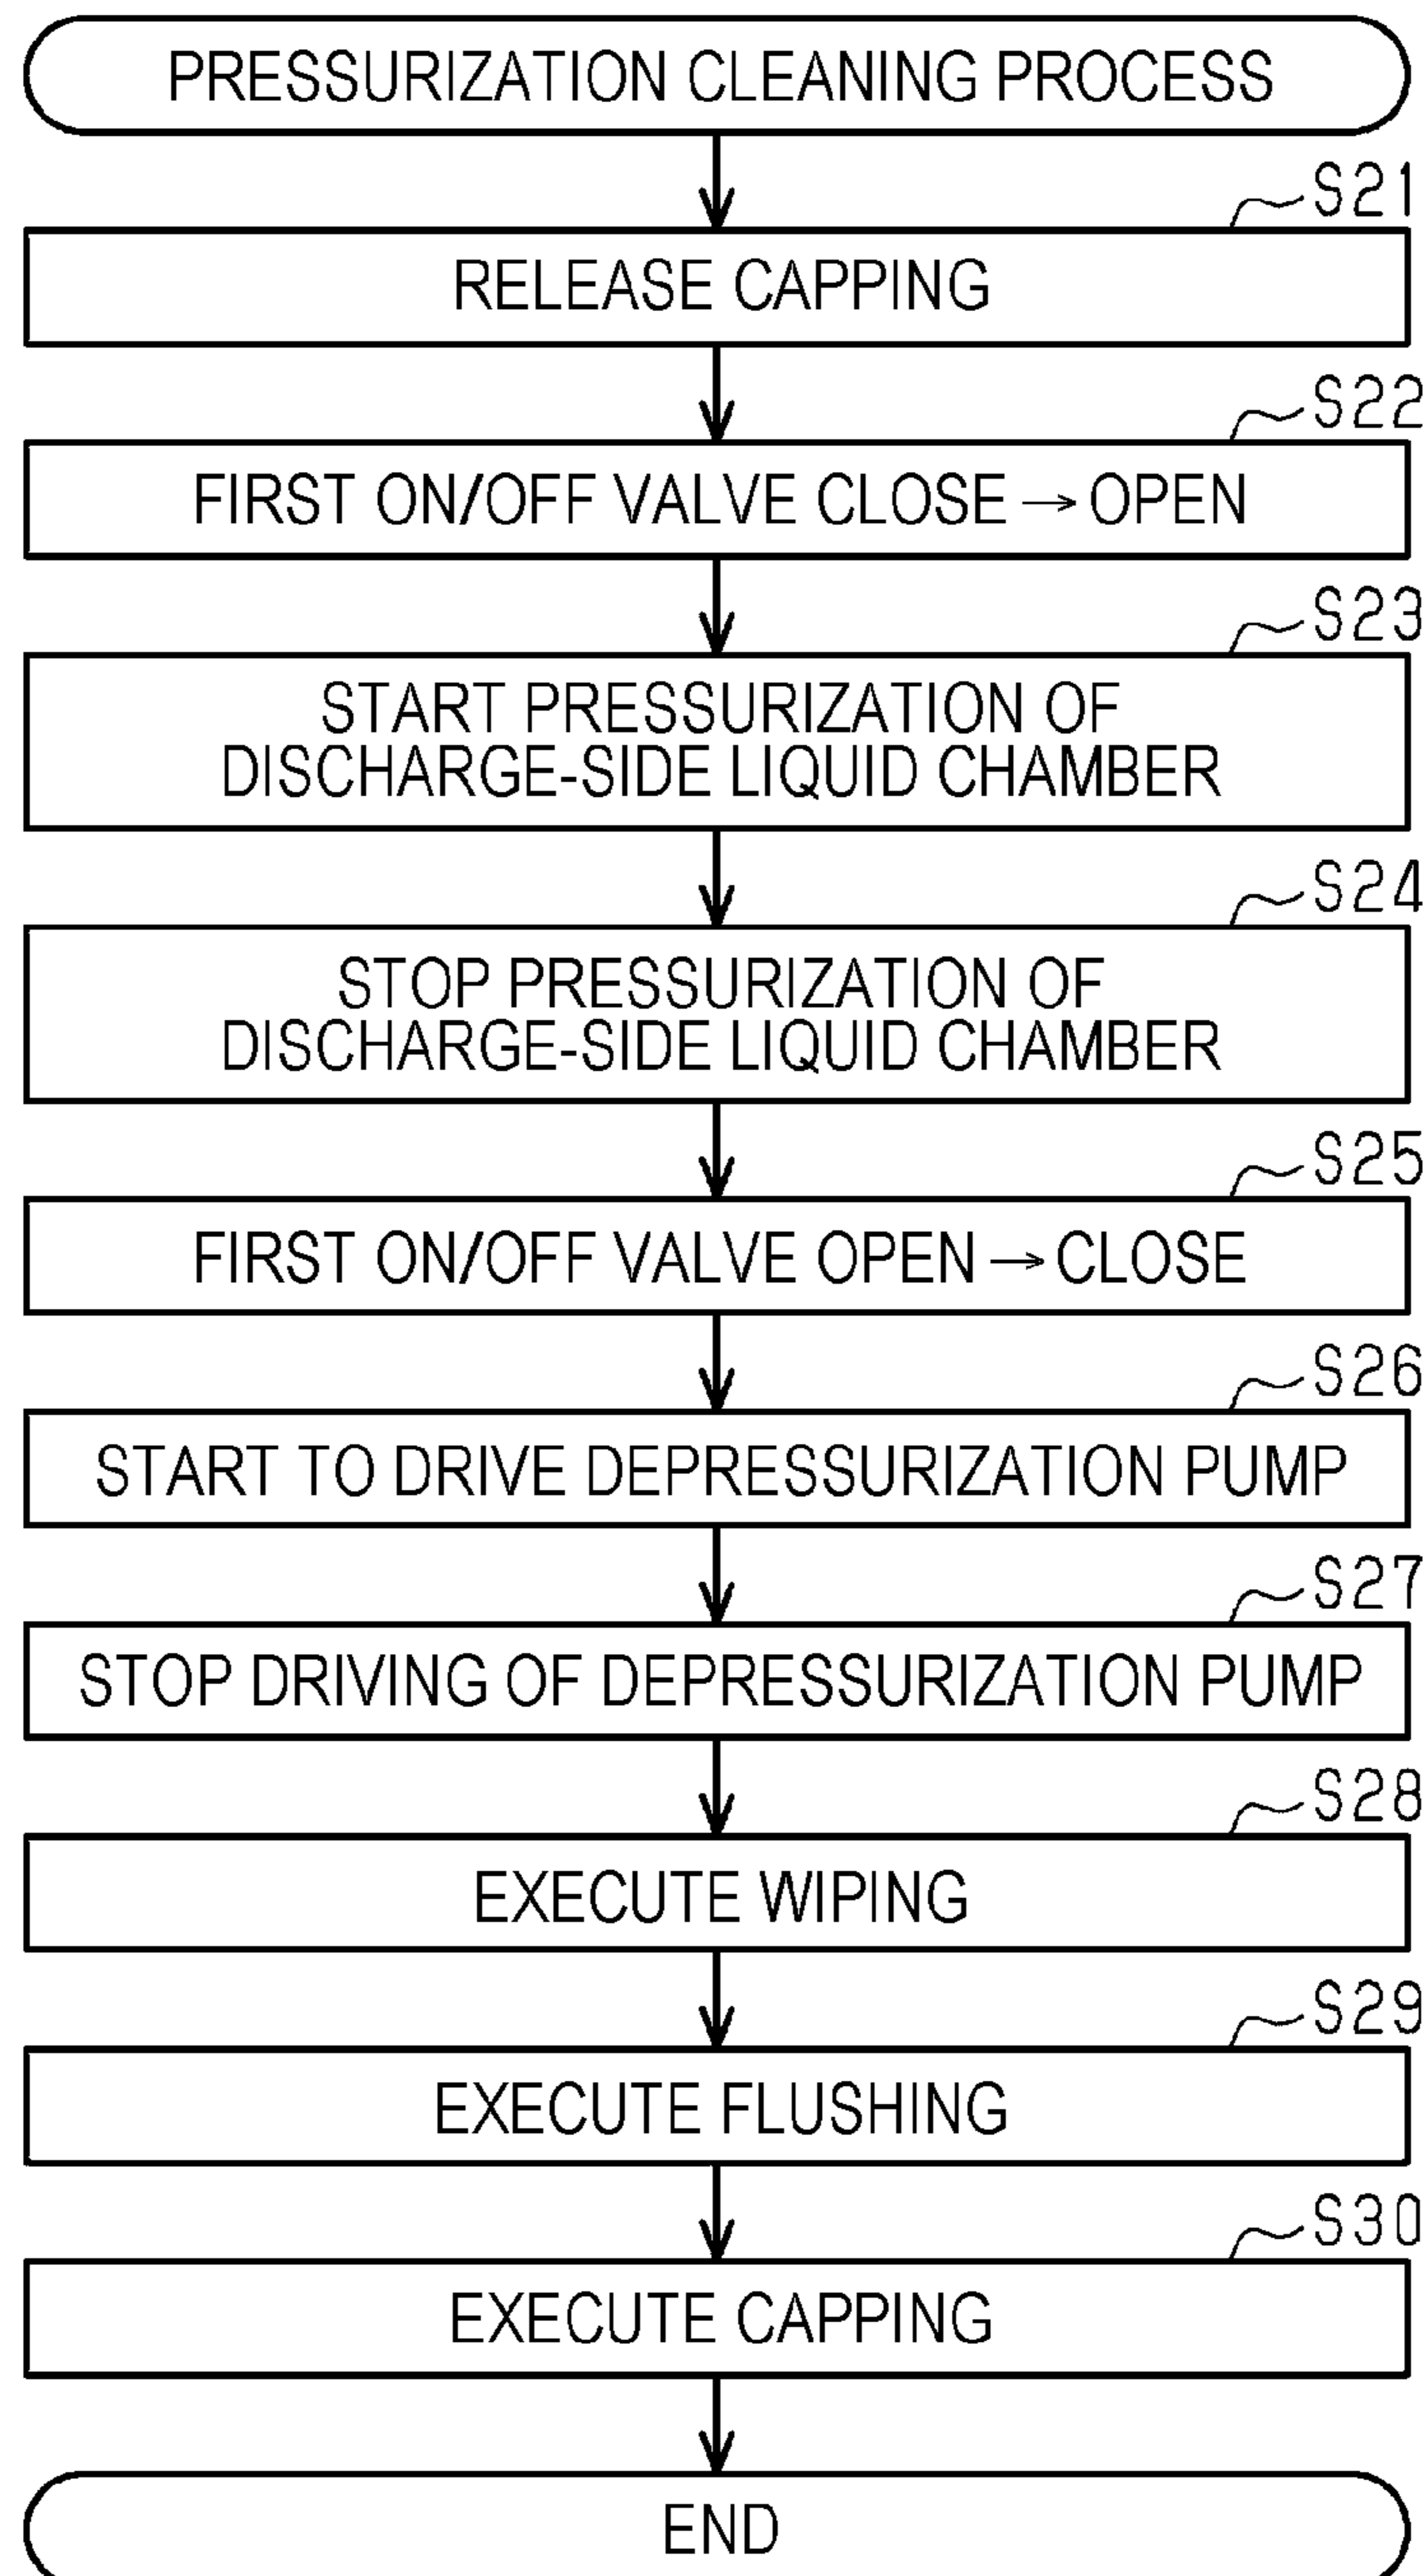 PRESSURIZATION CLEANING PROCESS
S21
RELEASE CAPPING
S22
FIRST ON/OFF VALVE CLOSE → OPEN
S23
START PRESSURIZATION OF
DISCHARGE-SIDE LIQUID CHAMBER
S24
STOP PRESSURIZATION OF
DISCHARGE-SIDE LIQUID CHAMBER
S25
FIRST ON/OFF VALVE OPEN → CLOSE
S26
START TO DRIVE DEPRESSURIZATION PUMP
S27
STOP DRIVING OF DEPRESSURIZATION PUMP
S28
EXECUTE WIPING
S29
EXECUTE FLUSHING
S30
EXECUTE CAPPING
END